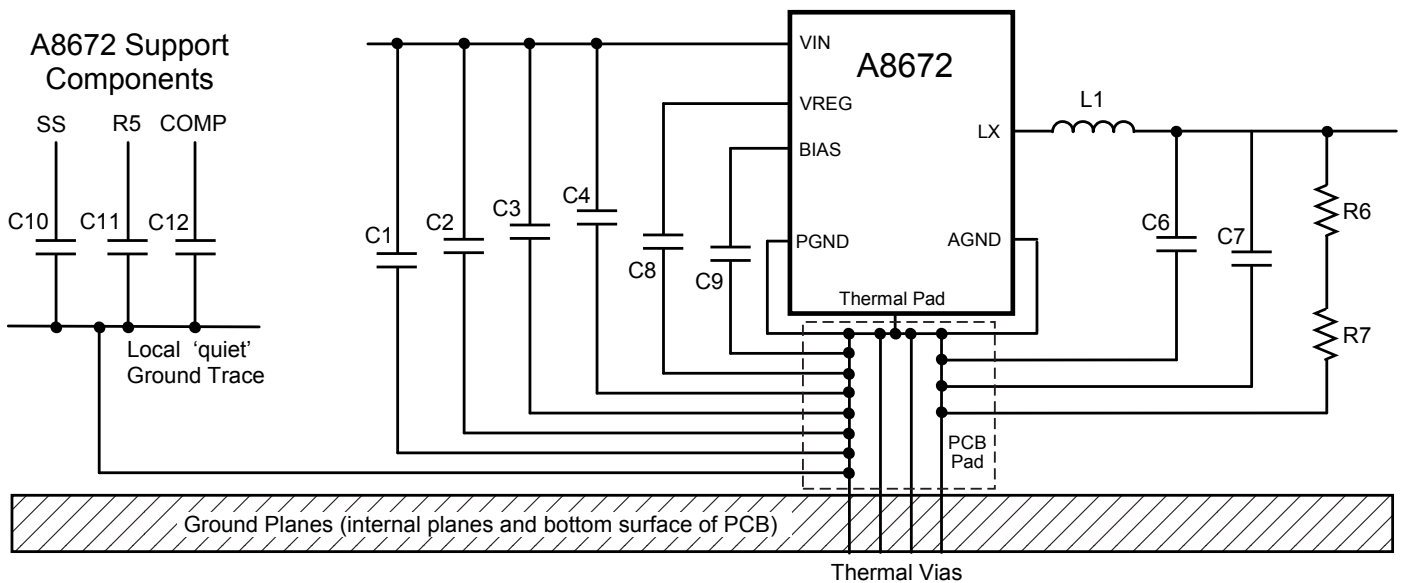 A8672 Support
Components
SS R5 COMP
C10 C11 C12
Local ‘quiet’
Ground Trace
C1
C2
C3
C4
C8
C9
VIN
VREG
BIAS
PGND
A8672
LX
AGND
Thermal Pad
L1
C6
C7
R6
R7
PCB
Pad
Ground Planes (internal planes and bottom surface of PCB)
Thermal Vias